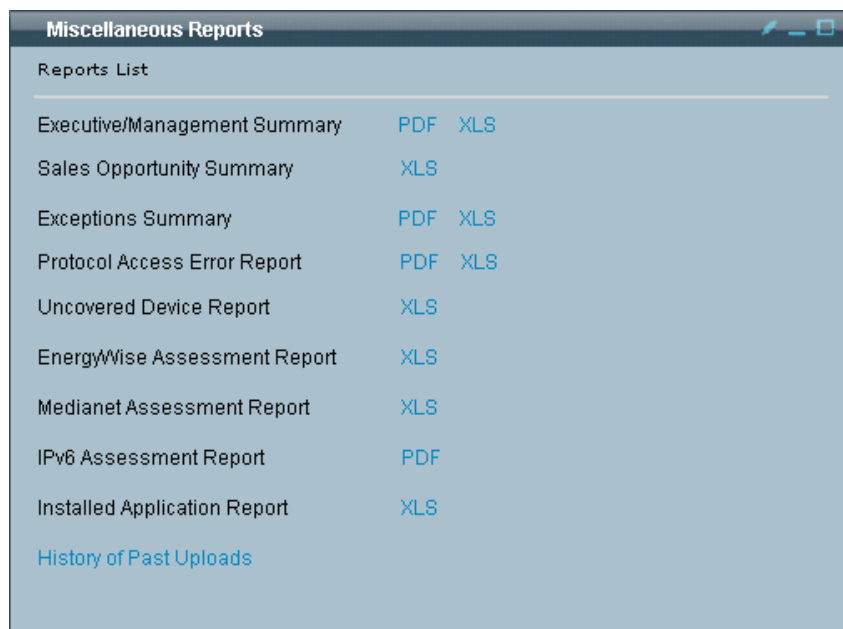 Miscellaneous Reports
Reports List
Executive/Management Summary PDF XLS
Sales Opportunity Summary XLS
Exceptions Summary PDF XLS
Protocol Access Error Report PDF XLS
Uncovered Device Report XLS
EnergyWise Assessment Report XLS
Medianet Assessment Report XLS
IPv6 Assessment Report PDF
Installed Application Report XLS
History of Past Uploads